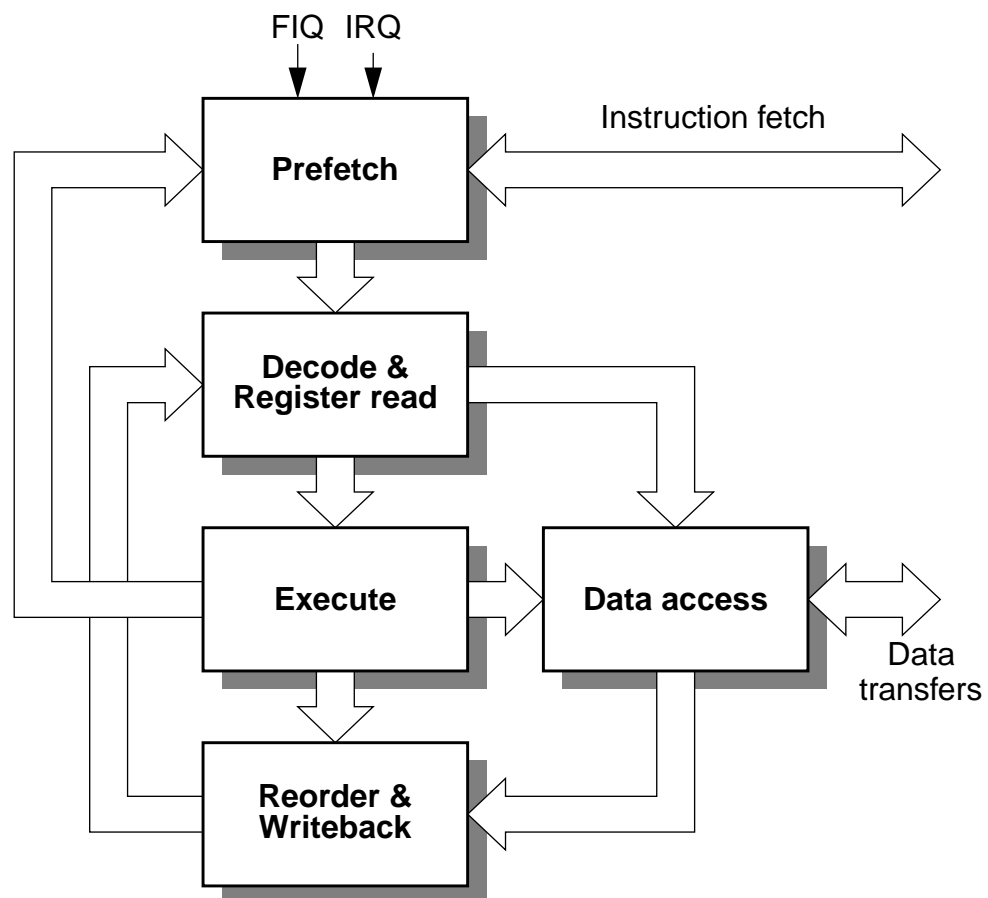 FIQ IRQ
Instruction fetch
Prefetch
Decode &
Register read
Execute
Data access
Data
transfers
Reorder &
Writeback